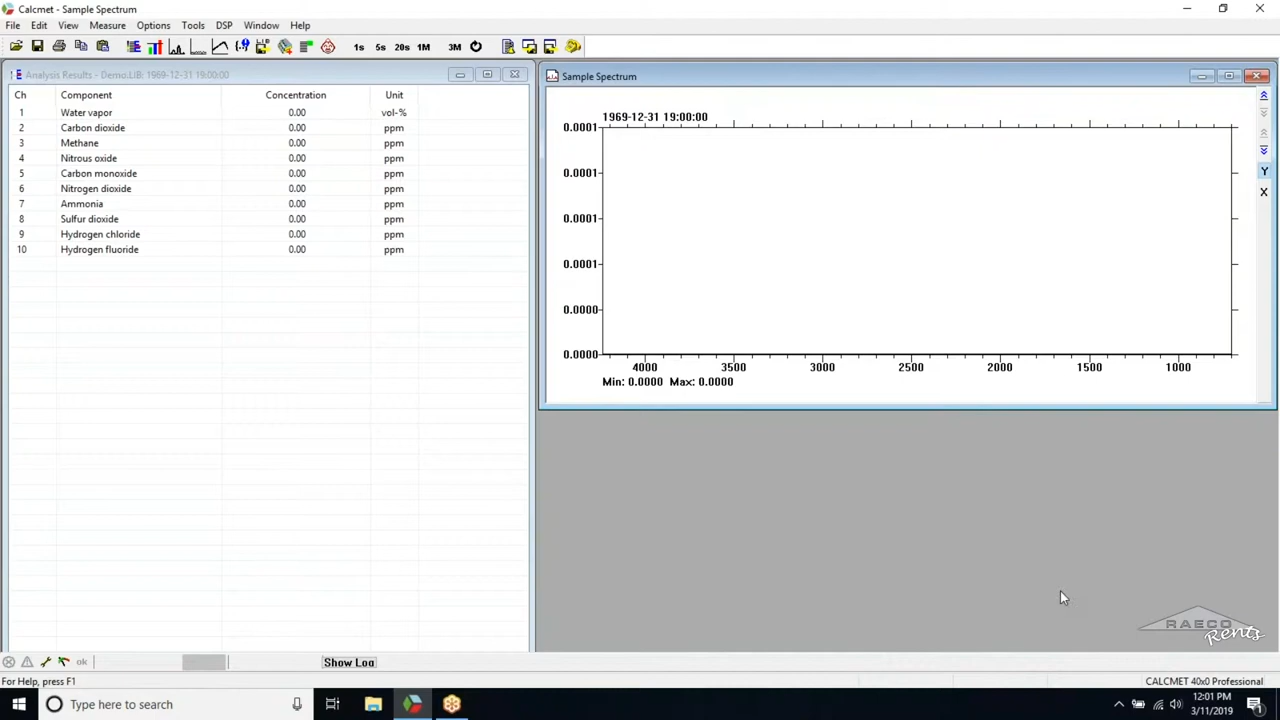 Calcmet - Sample Spectrum
File Edit View Measure Options Tools DSP Window Help
1s 5s 20s 1M 3M
Analysis Results - Demo.LIB: 1969-12-31 19:00:00
Ch Component Concentration Unit
1 Water vapor 0.00 vol-%
2 Carbon dioxide 0.00 ppm
3 Methane 0.00 ppm
4 Nitrous oxide 0.00 ppm
5 Carbon monoxide 0.00 ppm
6 Nitrogen dioxide 0.00 ppm
7 Ammonia 0.00 ppm
8 Sulfur dioxide 0.00 ppm
9 Hydrogen chloride 0.00 ppm
10 Hydrogen fluoride 0.00 ppm
Sample Spectrum
1969-12-31 19:00:00
0.0001
0.0001
0.0001
0.0001
0.0000
0.0000
4000 3500 3000 2500 2000 1500 1000
Min: 0.0000 Max: 0.0000
Y
X
RAECO
Rents
ok
Show Log
For Help, press F1
CALCMET 40x0 Professional
Type here to search
12:01 PM
3/11/2019
1